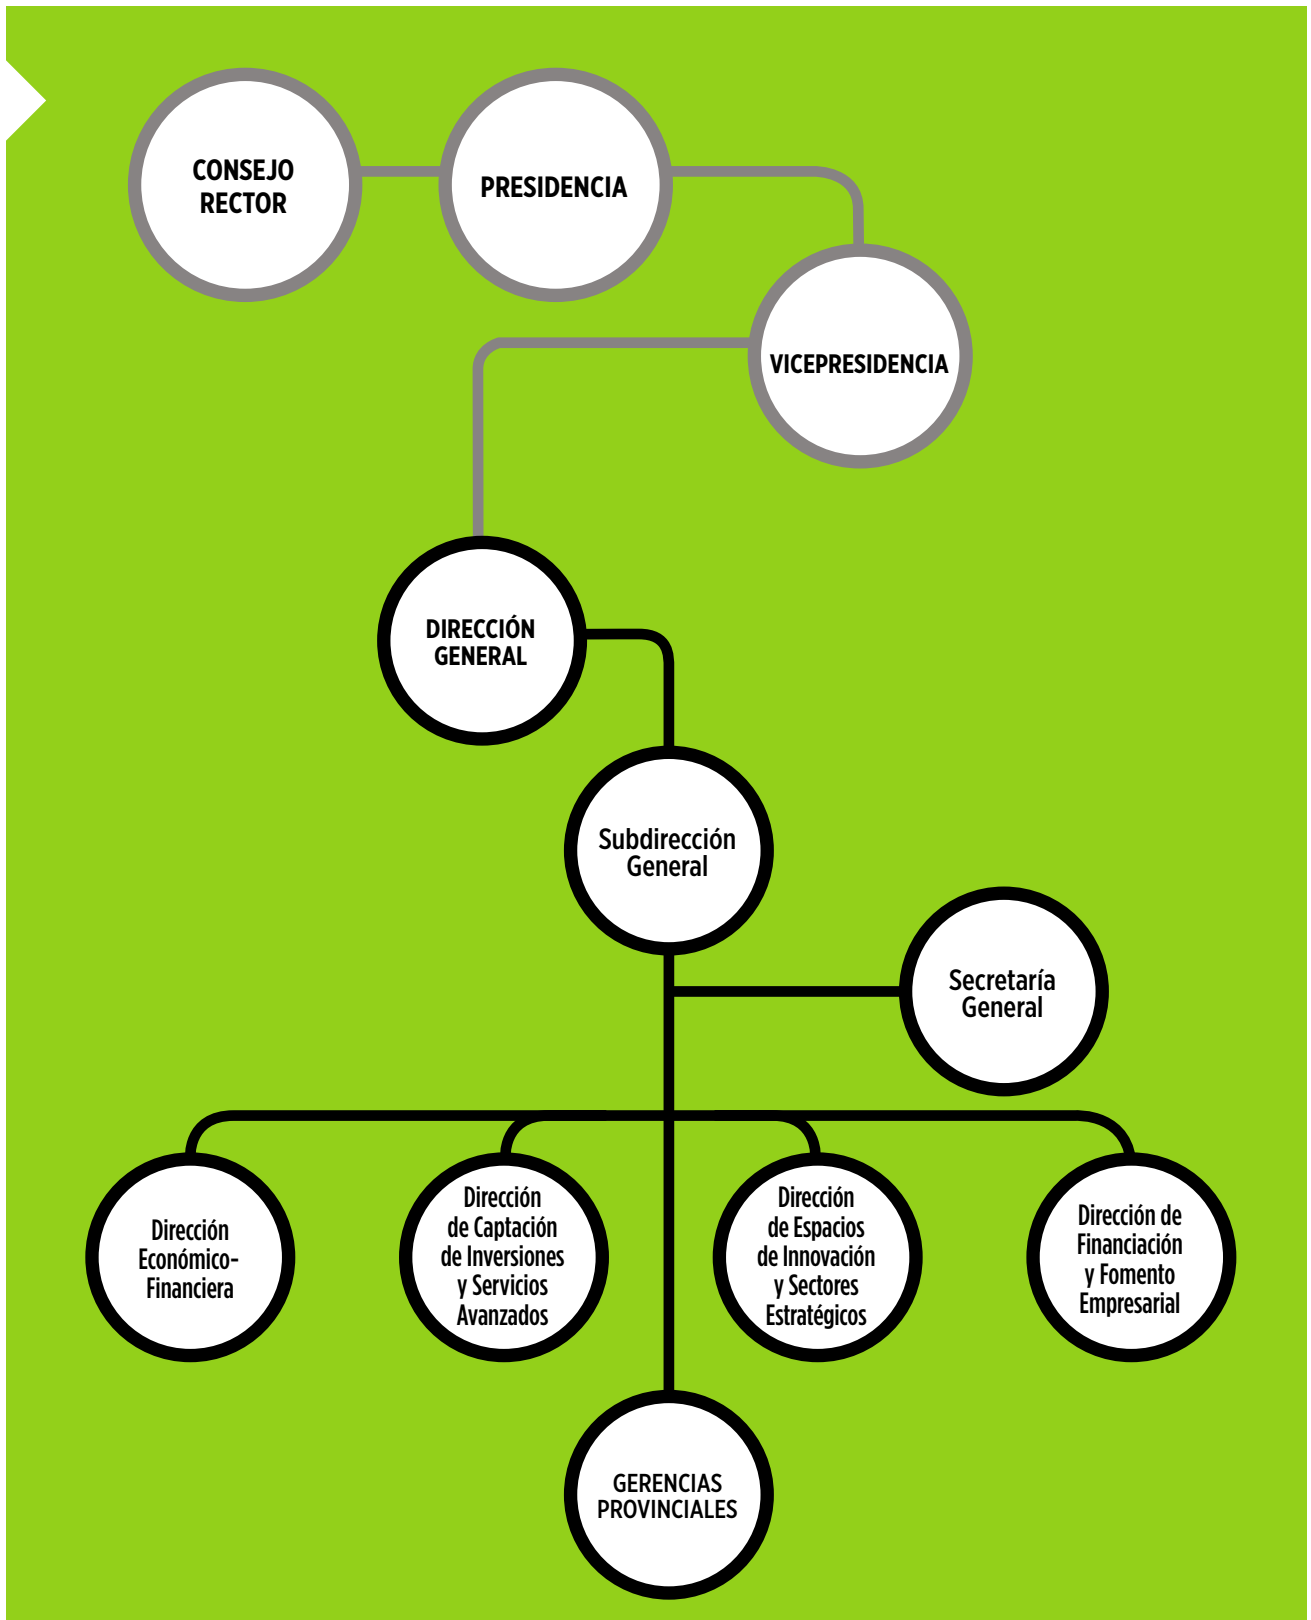 CONSEJO
RECTOR
PRESIDENCIA
VICEPRESIDENCIA
DIRECCIÓN
GENERAL
Subdirección
General
Secretaría
General
Dirección
Económico-
Financiera
Dirección
de Captación
de Inversiones
y Servicios
Avanzados
Dirección
de Espacios
de Innovación
y Sectores
Estratégicos
Dirección de
Financiación
y Fomento
Empresarial
GERENCIAS
PROVINCIALES